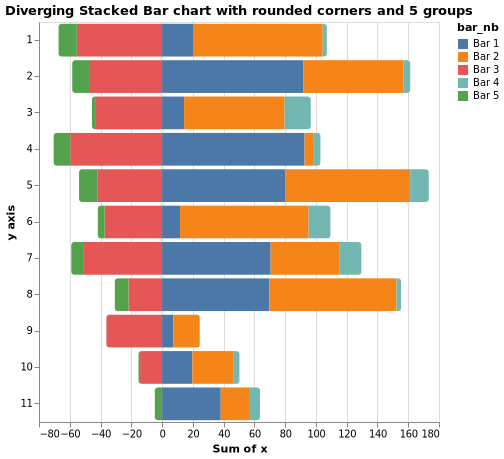 Diverging Stacked Bar chart with rounded corners and 5 groups
bar_nb
Bar 1
Bar 2
Bar 3
Bar 4
Bar 5
y axis
1
2
3
4
5
6
7
8
9
10
11
−80 −60 −40 −20 0 20 40 60 80 100 120 140 160 180
Sum of x